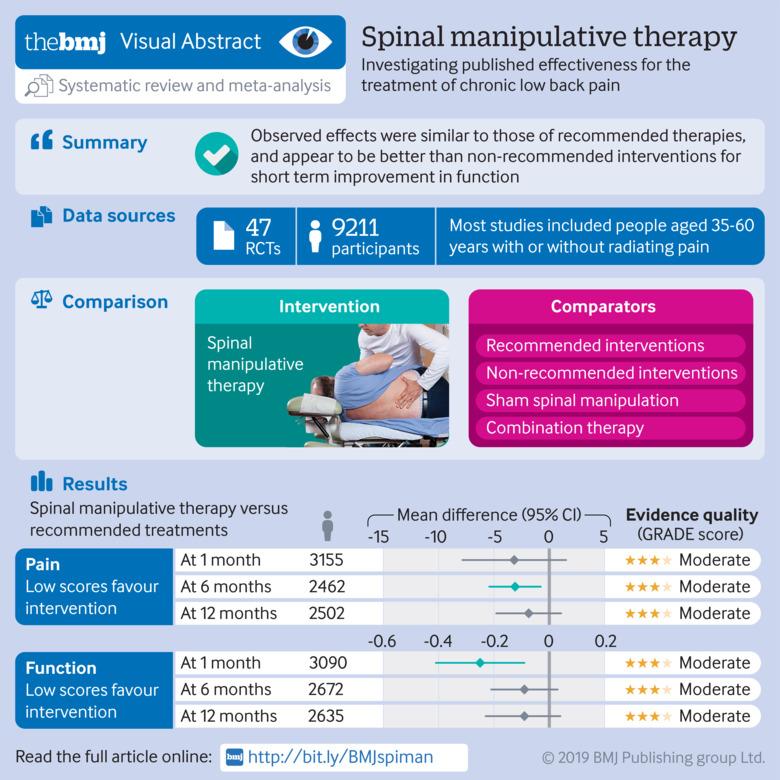 thebmj Visual Abstract
Systematic review and meta-analysis
Spinal manipulative therapy
Investigating published effectiveness for the
treatment of chronic low back pain
Summary
Observed effects were similar to those of recommended therapies,
and appear to be better than non-recommended interventions for
short term improvement in function
Data sources
47
RCTs
9211
participants
Most studies included people aged 35-60
years with or without radiating pain
Comparison
Intervention
Spinal
manipulative
therapy
Comparators
Recommended interventions
Non-recommended interventions
Sham spinal manipulation
Combination therapy
Results
Spinal manipulative therapy versus
recommended treatments
Mean difference (95% CI)
Evidence quality
(GRADE score)
-15 -10 -5 0 5
Pain
Low scores favour
intervention
At 1 month 3155 Moderate
At 6 months 2462 Moderate
At 12 months 2502 Moderate
-0.6 -0.4 -0.2 0 0.2
Function
Low scores favour
intervention
At 1 month 3090 Moderate
At 6 months 2672 Moderate
At 12 months 2635 Moderate
Read the full article online: bmj http://bit.ly/BMJspiman
© 2019 BMJ Publishing group Ltd.